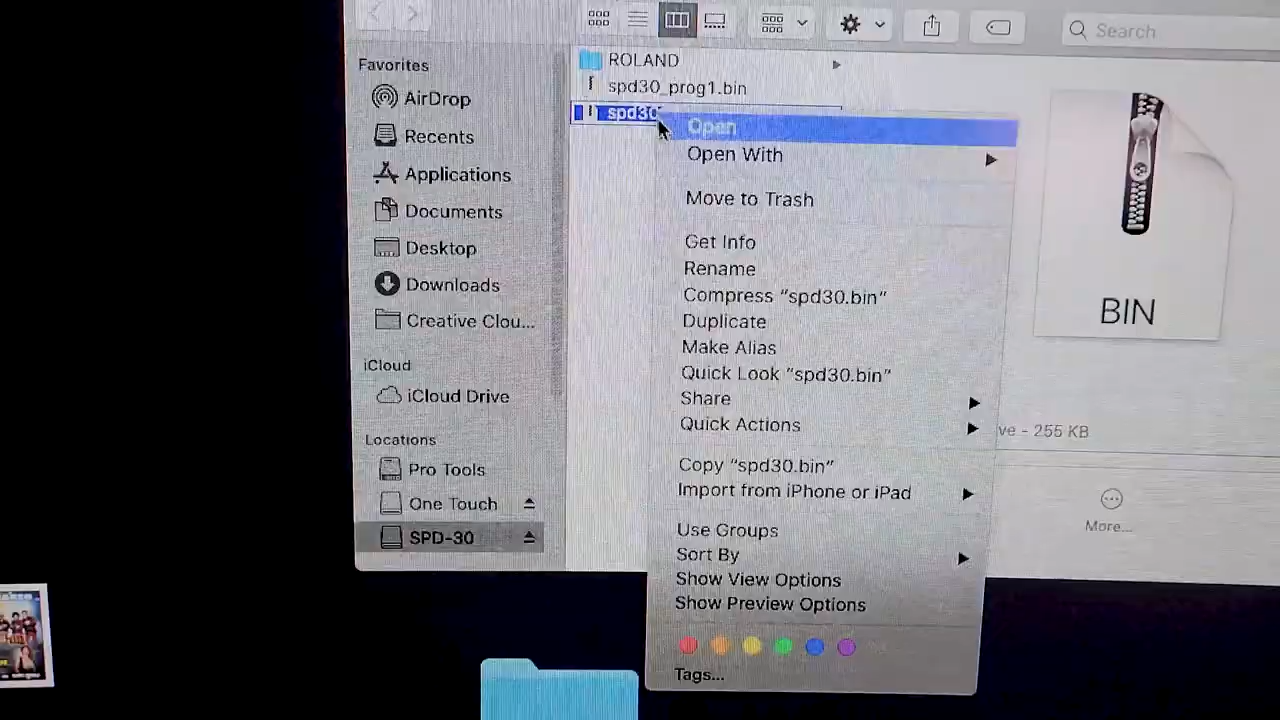 Search
Favorites
AirDrop
Recents
Applications
Documents
Desktop
Downloads
Creative Clou...
iCloud
iCloud Drive
Locations
Pro Tools
One Touch
SPD-30
ROLAND
spd30_prog1.bin
spd30
Open
Open With
Move to Trash
Get Info
Rename
Compress “spd30.bin”
Duplicate
Make Alias
Quick Look “spd30.bin”
Share
Quick Actions
Copy “spd30.bin”
Import from iPhone or iPad
Use Groups
Sort By
Show View Options
Show Preview Options
Tags...
BIN
ve - 255 KB
More...